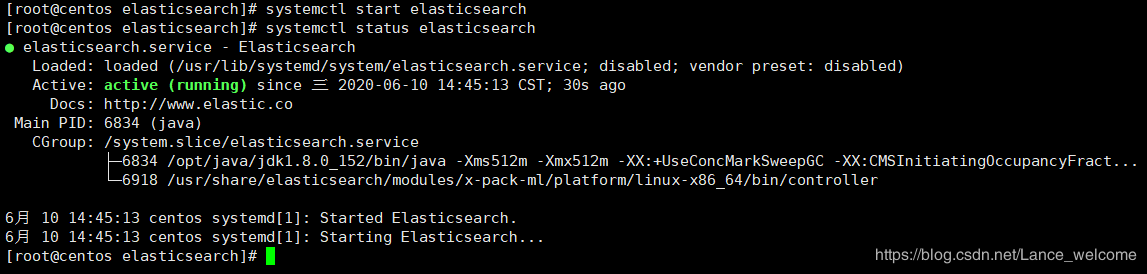 [root@centos elasticsearch]# systemctl start elasticsearch
[root@centos elasticsearch]# systemctl status elasticsearch
● elasticsearch.service - Elasticsearch
   Loaded: loaded (/usr/lib/systemd/system/elasticsearch.service; disabled; vendor preset: disabled)
   Active: active (running) since 三 2020-06-10 14:45:13 CST; 30s ago
     Docs: http://www.elastic.co
 Main PID: 6834 (java)
   CGroup: /system.slice/elasticsearch.service
           ├─6834 /opt/java/jdk1.8.0_152/bin/java -Xms512m -Xmx512m -XX:+UseConcMarkSweepGC -XX:CMSInitiatingOccupancyFract...
           └─6918 /usr/share/elasticsearch/modules/x-pack-ml/platform/linux-x86_64/bin/controller
6月 10 14:45:13 centos systemd[1]: Started Elasticsearch.
6月 10 14:45:13 centos systemd[1]: Starting Elasticsearch...
[root@centos elasticsearch]#
https://blog.csdn.net/Lance_welcome